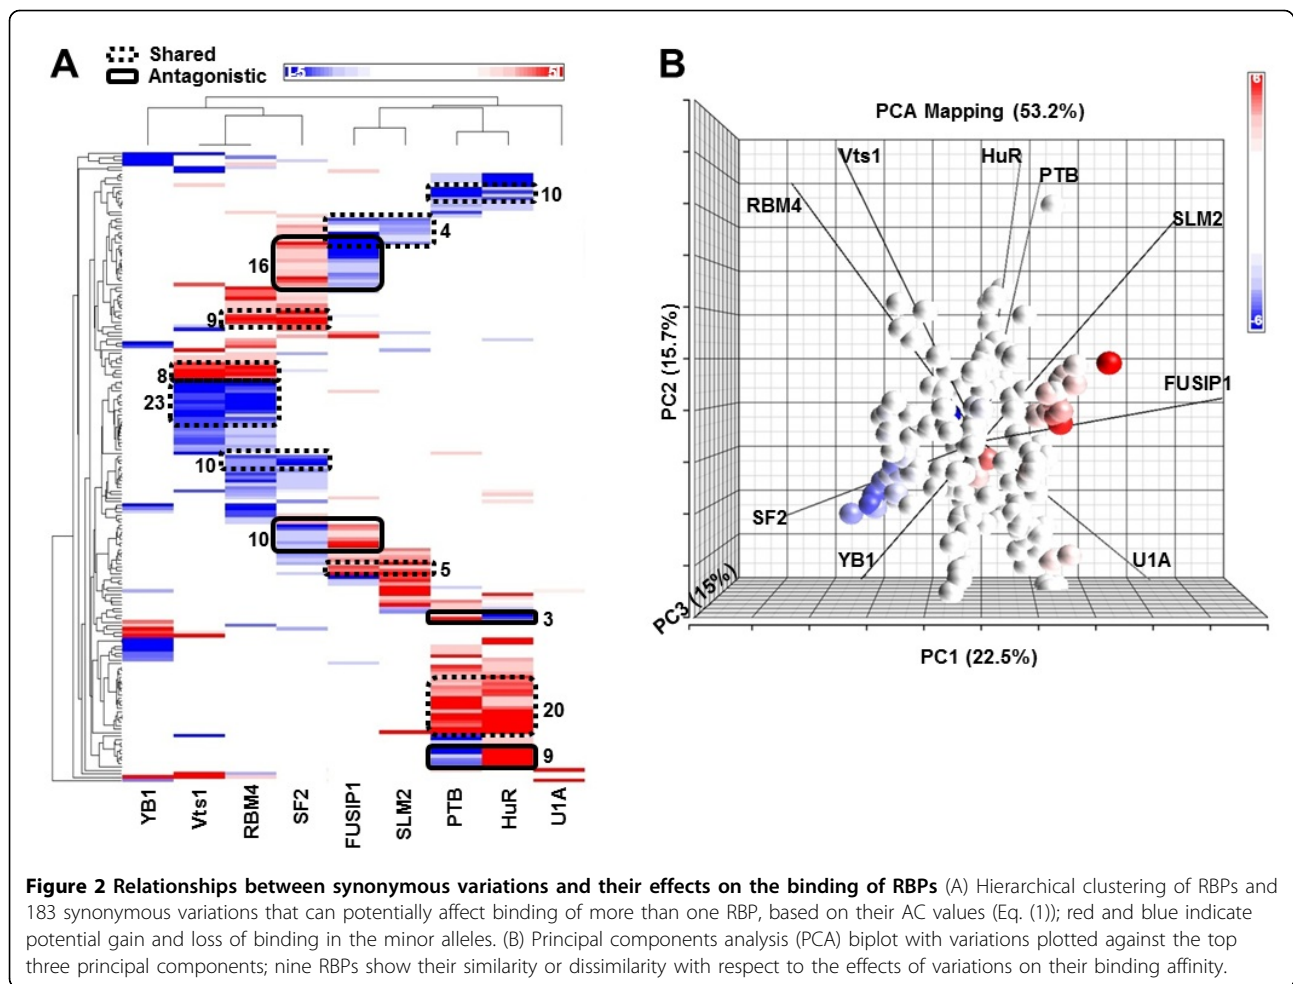 A
Shared
Antagonistic
-5
5
10
4
16
9
8
23
10
10
5
3
20
9
YB1
Vts1
RBM4
SF2
FUSIP1
SLM2
PTB
HuR
U1A
B
PCA Mapping (53.2%)
6
-6
Vts1
HuR
PTB
RBM4
SLM2
FUSIP1
SF2
YB1
U1A
PC2 (15.7%)
PC3 (15%)
PC1 (22.5%)
Figure 2 Relationships between synonymous variations and their effects on the binding of RBPs (A) Hierarchical clustering of RBPs and
183 synonymous variations that can potentially affect binding of more than one RBP, based on their AC values (Eq. (1)); red and blue indicate
potential gain and loss of binding in the minor alleles. (B) Principal components analysis (PCA) biplot with variations plotted against the top
three principal components; nine RBPs show their similarity or dissimilarity with respect to the effects of variations on their binding affinity.